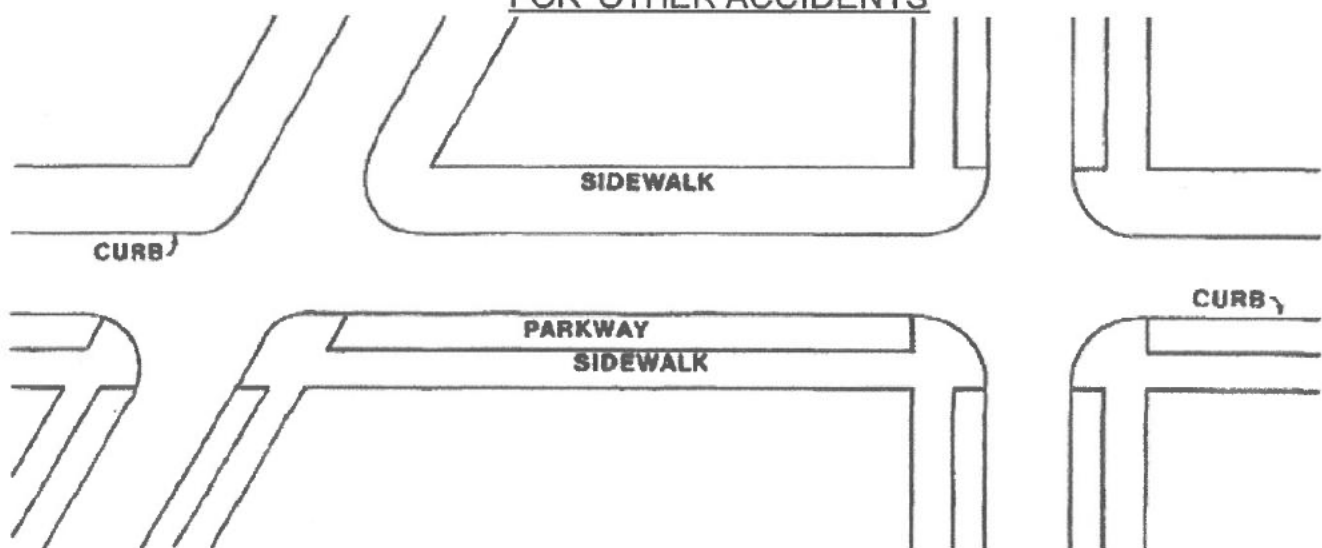 FOR OTHER ACCIDENTS
SIDEWALK
CURB
CURB
PARKWAY
SIDEWALK